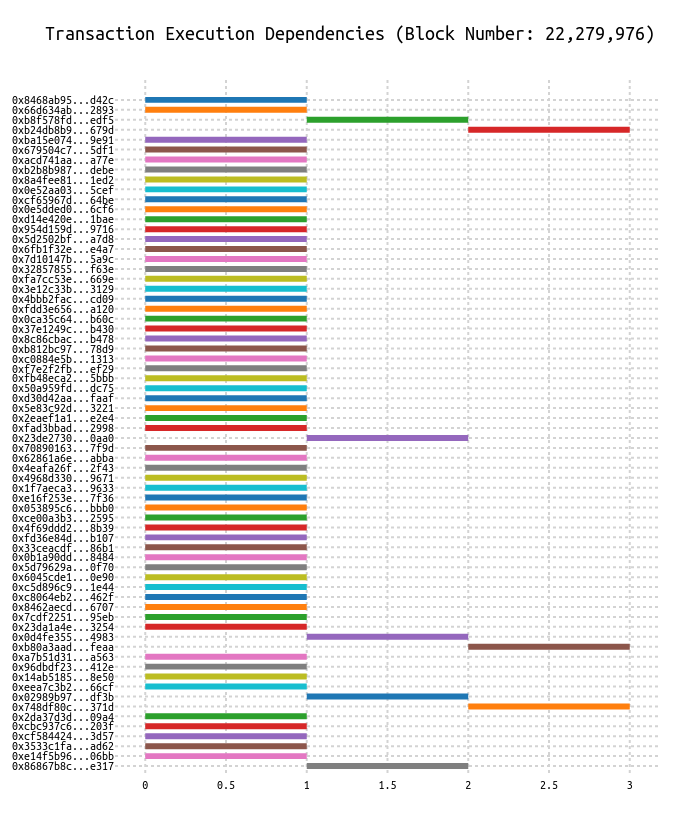 Transaction Execution Dependencies (Block Number: 22,279,976)
0x8468ab95...d42c
0x66d634ab...2893
0xb8f578fd...edf5
0xb24db8b9...679d
0xba15e074...9e91
0x679504c7...5df1
0xacd741aa...a77e
0xb2b8b987...debe
0x8a4fee81...1ed2
0x0e52aa03...5cef
0xcf65967d...64be
0x0e5dded0...6cf6
0xd14e420e...1bae
0x954d159d...9716
0x5d2502bf...a7d8
0x6fb1f32e...e4a7
0x7d10147b...5a9c
0x32857855...f63e
0xfa7cc53e...669e
0x3e12c33b...3129
0x4bbb2fac...cd09
0xfdd3e656...a120
0x0ca35c64...b60c
0x37e1249c...b430
0x8c86cbac...b478
0xb812bc97...78d9
0xc0884e5b...1313
0xf7e2f2fb...ef29
0xfb48eca2...5bbb
0x50a959fd...dc75
0xd30d42aa...faaf
0x5e83c92d...3221
0x2eaef1a1...e2e4
0xfad3bbad...2998
0x23de2730...0aa0
0x70890163...7f9d
0x62861a6e...abba
0x4eafa26f...2f43
0x4968d330...9671
0x1f7aeca3...9633
0xe16f253e...7f36
0x053895c6...bbb0
0xce00a3b3...2595
0x4f69ddd2...8b39
0xfd36e84d...b107
0x33ceacdf...86b1
0x0b1a90dd...8484
0x5d79629a...0f70
0x6045cde1...0e90
0xc5d896c9...1e44
0xc8064eb2...462f
0x8462aecd...6707
0x7cdf2251...95eb
0x23da1a4e...3254
0x0d4fe355...4983
0xb80a3aad...feaa
0xa7b51d31...a563
0x96dbdf23...412e
0x14ab5185...8e50
0xeea7c3b2...66cf
0x02989b97...df3b
0x748df80c...371d
0x2da37d3d...09a4
0xcbc937c6...203f
0xcf584424...3d57
0x3533c1fa...ad62
0xe14f5b96...06bb
0x86867b8c...e317
0 0.5 1 1.5 2 2.5 3